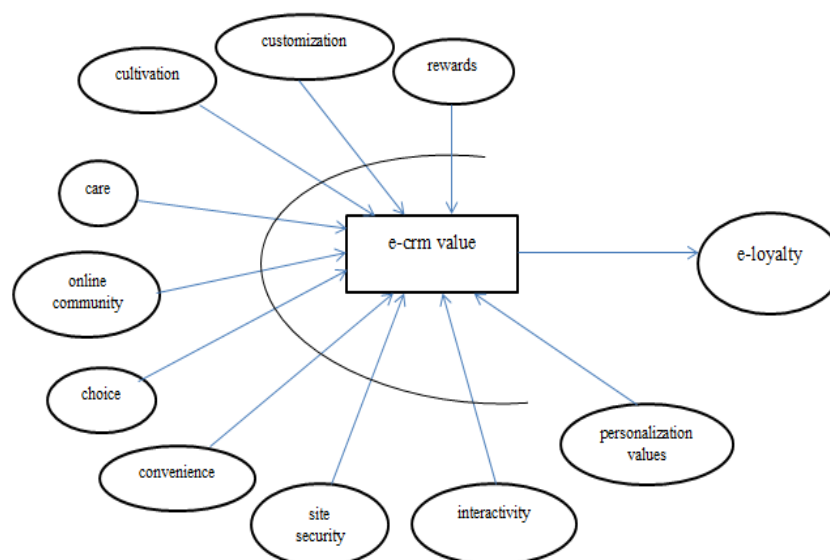 customization
rewards
cultivation
care
e-crm value
e-loyalty
online
community
choice
personalization
values
convenience
site
security
interactivity